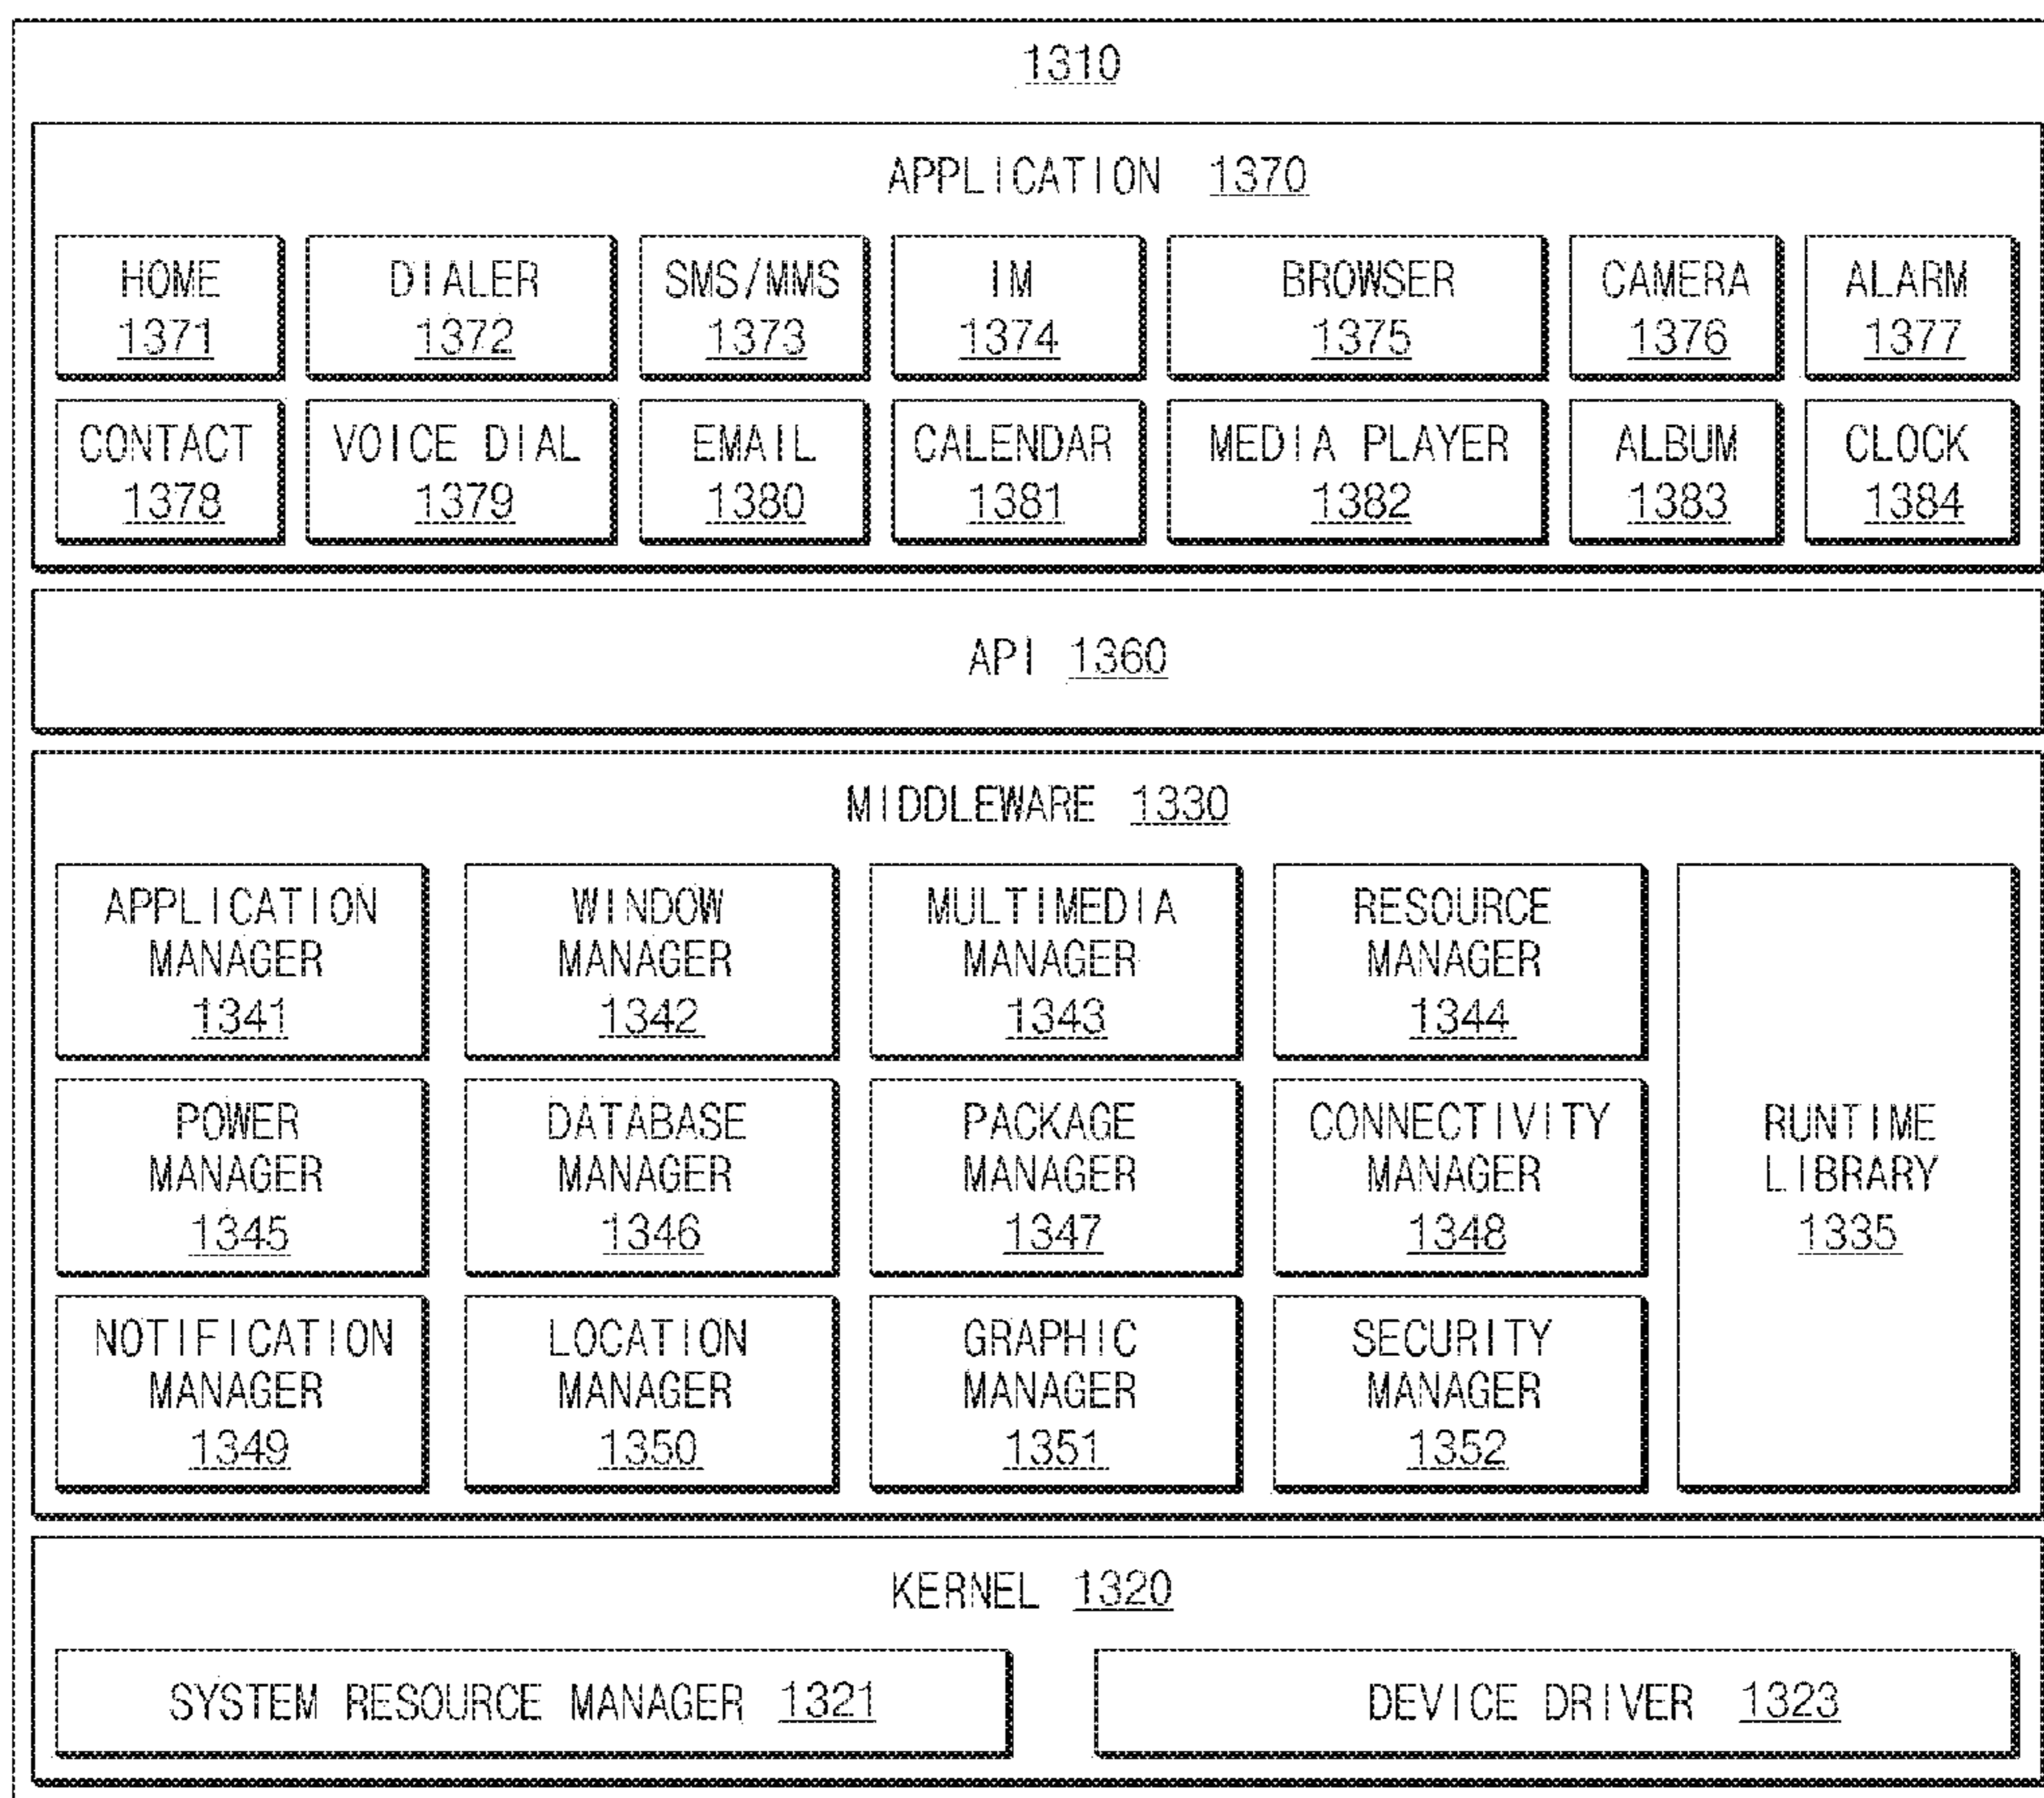 1310
APPLICATION 1370
HOME
1371
DIALER
1372
SMS/MMS
1373
IM
1374
BROWSER
1375
CAMERA
1376
ALARM
1377
CONTACT
1378
VOICE DIAL
1379
EMAIL
1380
CALENDAR
1381
MEDIA PLAYER
1382
ALBUM
1383
CLOCK
1384
API 1360
MIDDLEWARE 1330
APPLICATION
MANAGER
1341
WINDOW
MANAGER
1342
MULTIMEDIA
MANAGER
1343
RESOURCE
MANAGER
1344
POWER
MANAGER
1345
DATABASE
MANAGER
1346
PACKAGE
MANAGER
1347
CONNECTIVITY
MANAGER
1348
RUNTIME
LIBRARY
1335
NOTIFICATION
MANAGER
1349
LOCATION
MANAGER
1350
GRAPHIC
MANAGER
1351
SECURITY
MANAGER
1352
KERNEL 1320
SYSTEM RESOURCE MANAGER 1321
DEVICE DRIVER 1323